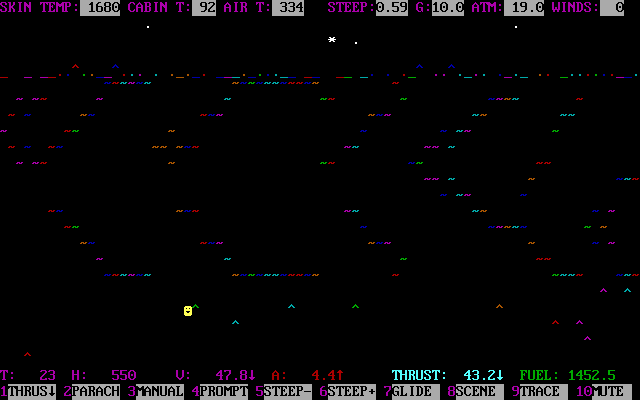 SKIN TEMP: 1680 CABIN T: 92 AIR T: 334 STEEP:0.59 G:10.0 ATM: 19.0 WINDS: 0
T: 23 H: 550 V: 47.8↓ A: 4.4↑ THRUST: 43.2↓ FUEL: 1452.5
1THRUS↓ 2PARACH 3MANUAL 4PROMPT 5STEEP- 6STEEP+ 7GLIDE 8SCENE 9TRACE 10MUTE